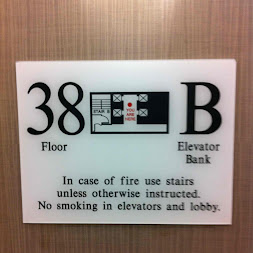 38 B
STAIR B
YOU
ARE
HERE
Floor Elevator
Bank
In case of fire use stairs
unless otherwise instructed.
No smoking in elevators and lobby.